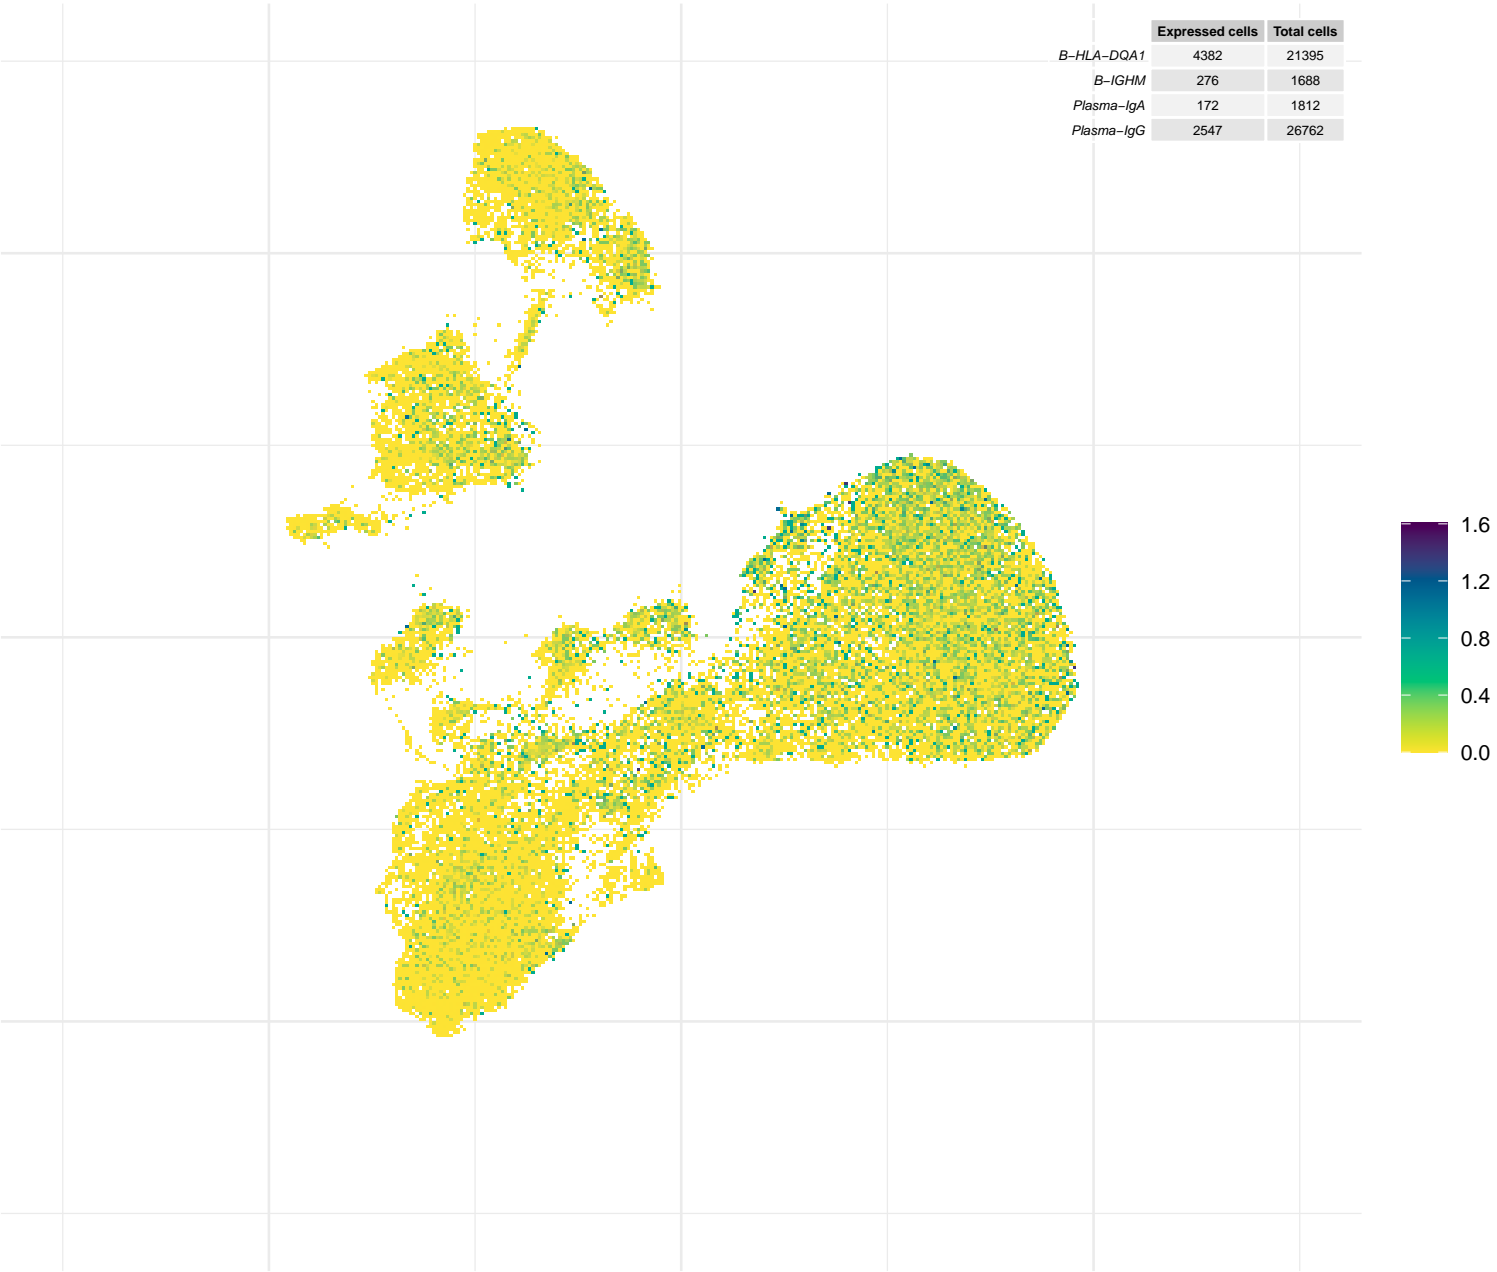 Expressed cells Total cells
B−HLA−DQA1 4382 21395
B−IGHM 276 1688
Plasma−IgA 172 1812
Plasma−IgG 2547 26762
1.6
1.2
0.8
0.4
0.0